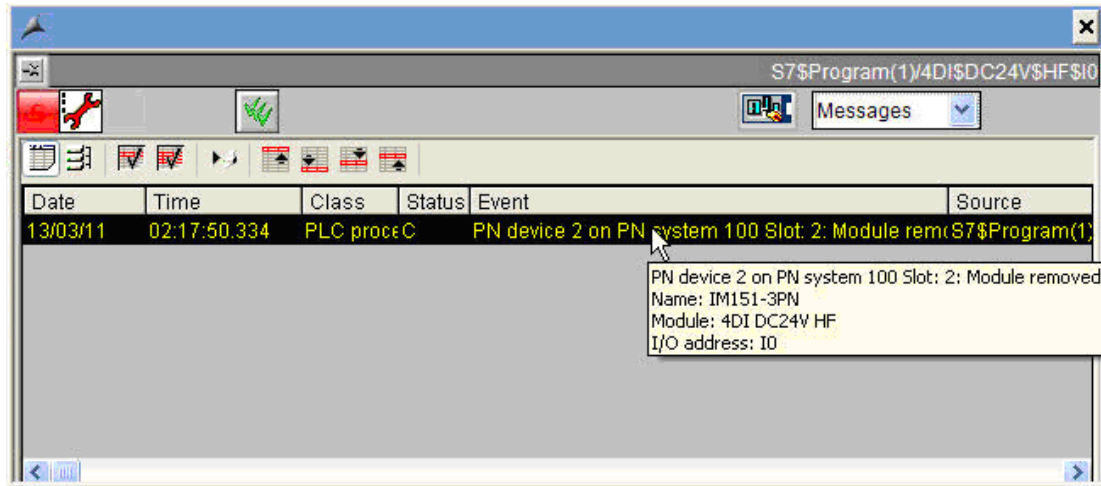 S7$Program(1)/4DI$DC24V$HF$I0
Messages
Date Time Class Status Event Source
13/03/11 02:17:50.334 PLC proce C PN device 2 on PN system 100 Slot: 2: Module rem S7$Program(1)
PN device 2 on PN system 100 Slot: 2: Module removed
Name: IM151-3PN
Module: 4DI DC24V HF
I/O address: I0